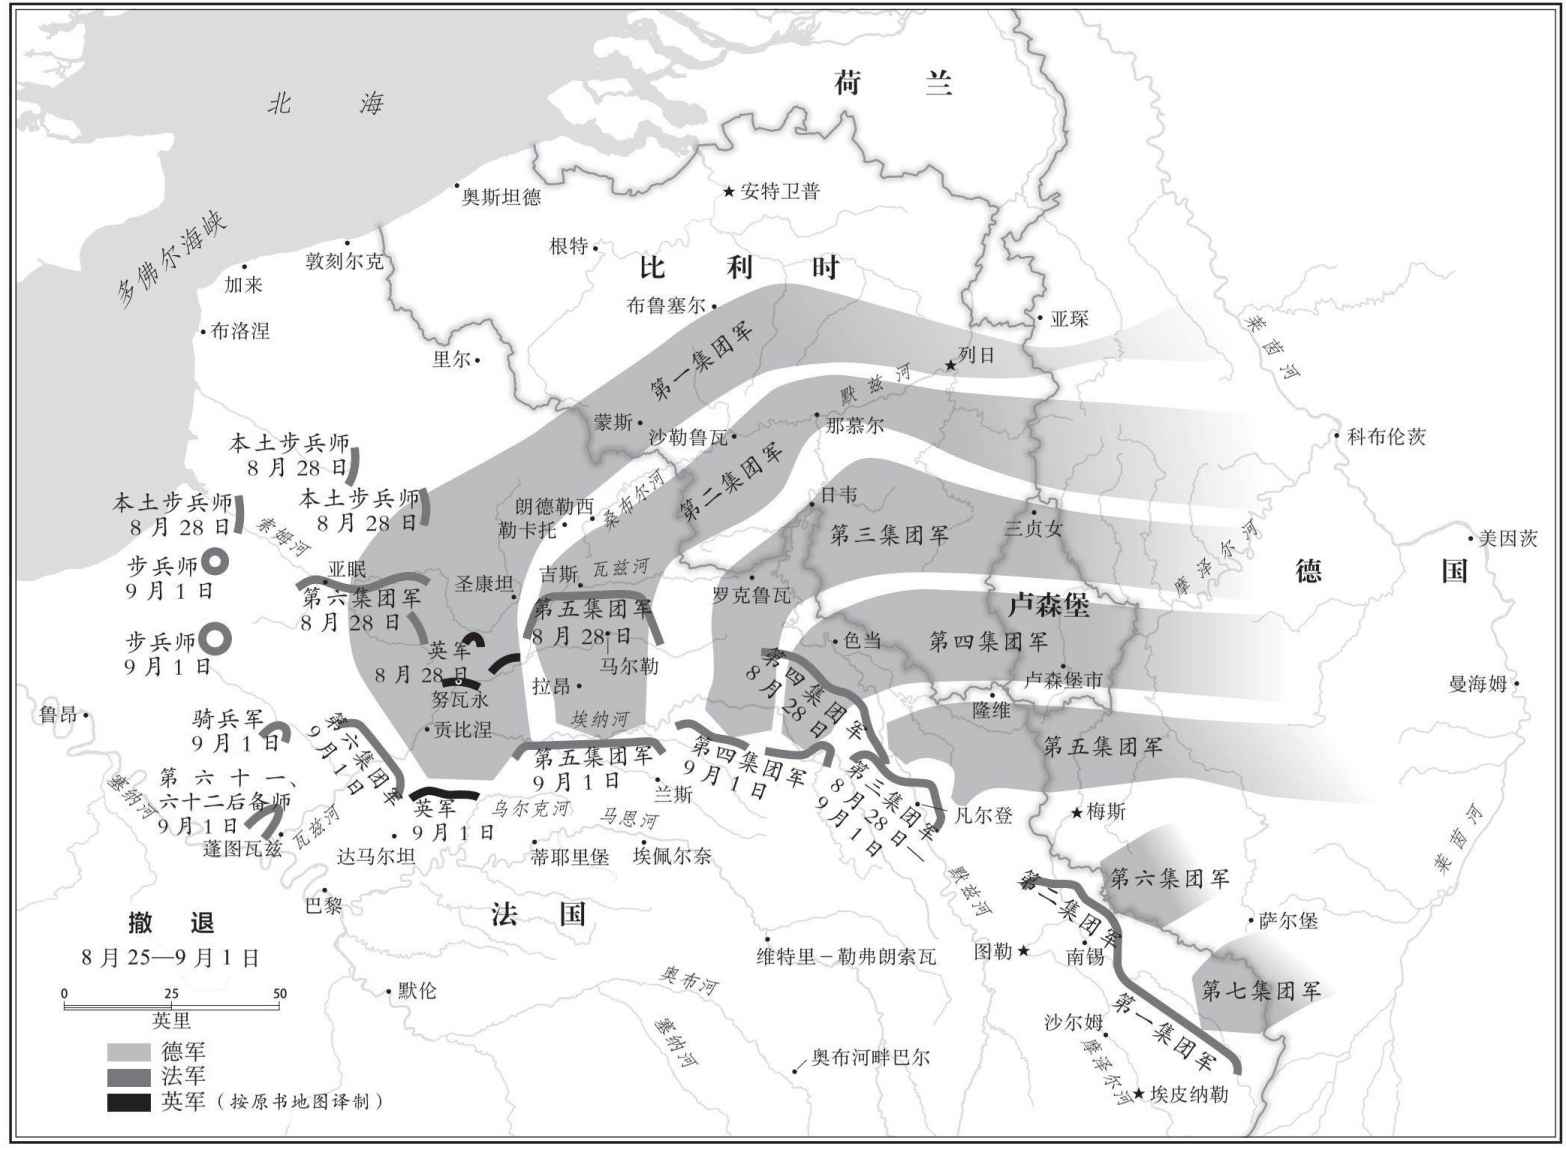 荷兰
北海
安特卫普
奥斯坦德
多佛尔海峡
敦刻尔克
根特
比利时
加来
布鲁塞尔
亚琛
莱茵河
布洛涅
里尔
第一集团军
列日
默兹河
蒙斯
沙勒鲁瓦
那慕尔
科布伦茨
本土步兵师
8月28日
第二集团军
本土步兵师
8月28日
本土步兵师
8月28日
朗德勒西
勒卡托
桑布尔河
日韦
第三集团军
三贞女
索姆河
摩泽尔河
美因茨
步兵师
9月1日
亚眠
第六集团军
8月28日
圣康坦
吉斯
瓦兹河
罗克鲁瓦
德国
卢森堡
第五集团军
8月28日
步兵师
9月1日
英军
8月28日
马尔勒
色当
第四集团军
第四集团军
8月28日
卢森堡市
曼海姆
拉昂
努瓦永
隆维
鲁昂
骑兵军
9月1日
第六集团军
9月1日
贡比涅
埃纳河
第五集团军
9月1日
第四集团军
9月1日
第五集团军
第三集团军
8月28日—
9月1日
塞纳河
第六十一、
六十二后备师
9月1日
蓬图瓦兹
瓦兹河
英军
9月1日
乌尔克河
马恩河
兰斯
凡尔登
梅斯
莱茵河
达马尔坦
蒂耶里堡
埃佩尔奈
默兹河
第六集团军
第二集团军
巴黎
法国
萨尔堡
撤退
8月25—9月1日
维特里－勒弗朗索瓦
图勒
南锡
0 25 50
英里
默伦
奥布河
第七集团军
第一集团军
塞纳河
沙尔姆
摩泽尔河
奥布河畔巴尔
埃皮纳勒
德军
法军
英军（按原书地图译制）